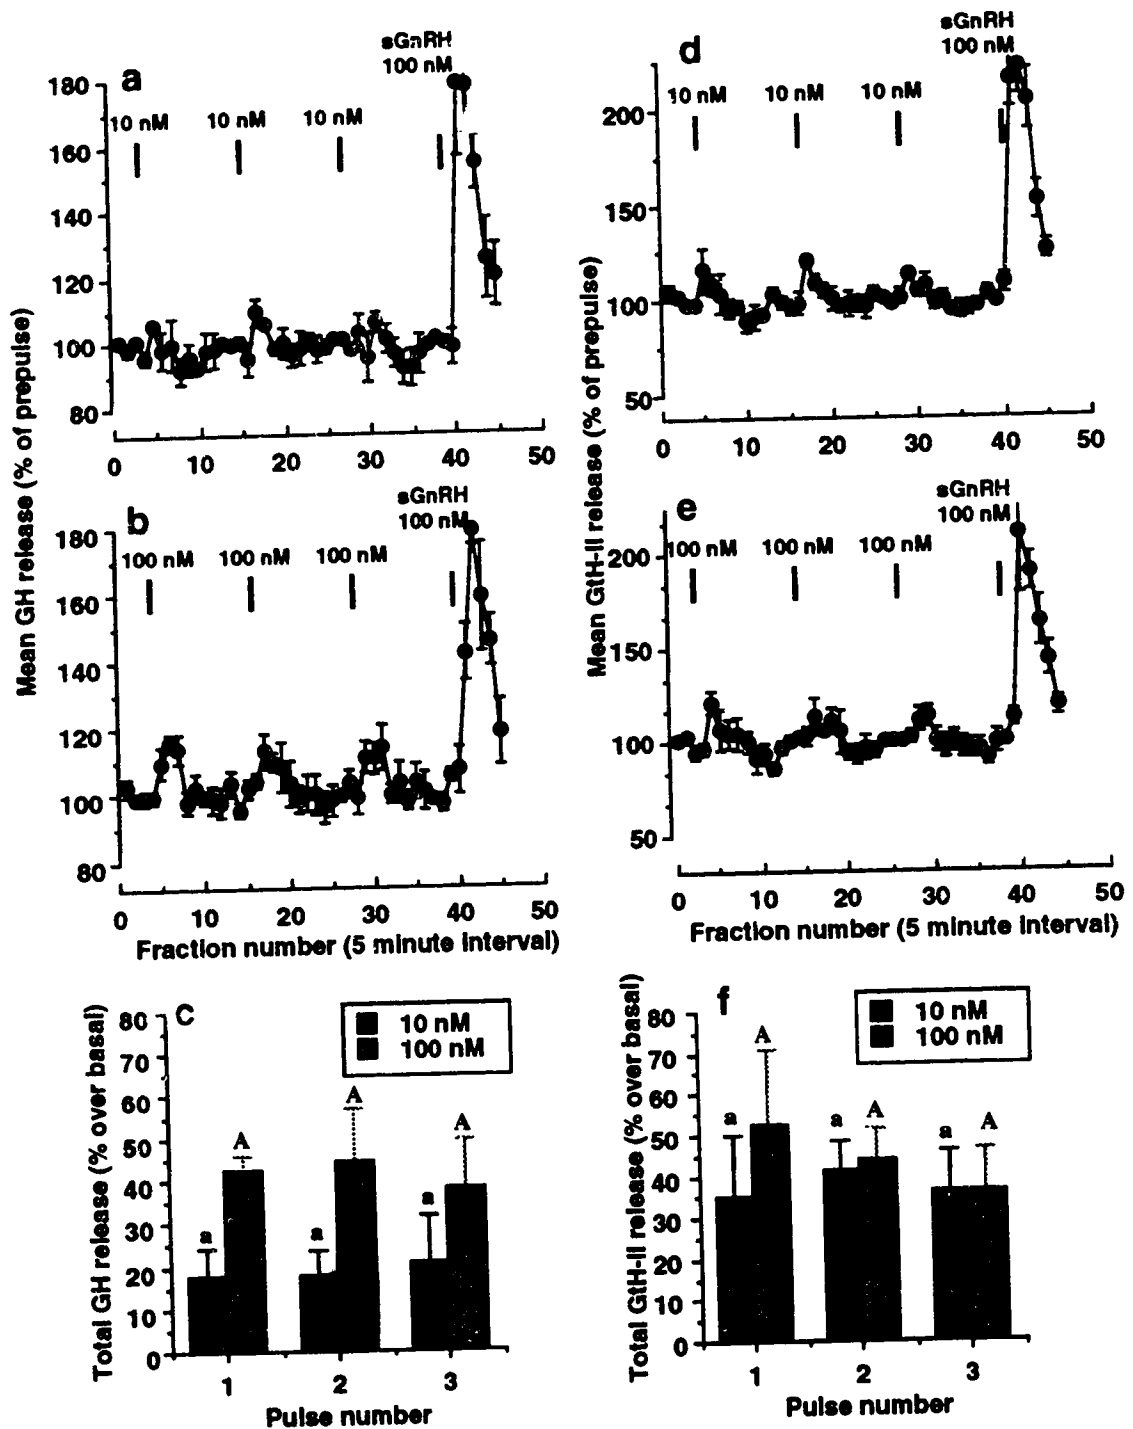 a
sGnRH
100 nM
10 nM
10 nM
10 nM
180
160
140
120
100
80
0
10
20
30
40
50
b
sGnRH
100 nM
100 nM
100 nM
100 nM
180
160
140
120
100
80
0
10
20
30
40
50
Mean GH release (% of prepulse)
Fraction number (5 minute interval)
c
10 nM
100 nM
80
70
60
50
40
30
20
10
0
a
A
a
A
a
A
1
2
3
Total GH release (% over basal)
Pulse number
d
sGnRH
100 nM
10 nM
10 nM
10 nM
200
150
100
50
0
10
20
30
40
50
e
sGnRH
100 nM
100 nM
100 nM
100 nM
200
150
100
50
0
10
20
30
40
50
Mean GtH-II release (% of prepulse)
Fraction number (5 minute interval)
f
10 nM
100 nM
80
70
60
50
40
30
20
10
0
a
A
a
A
a
A
1
2
3
Total GtH-II release (% over basal)
Pulse number